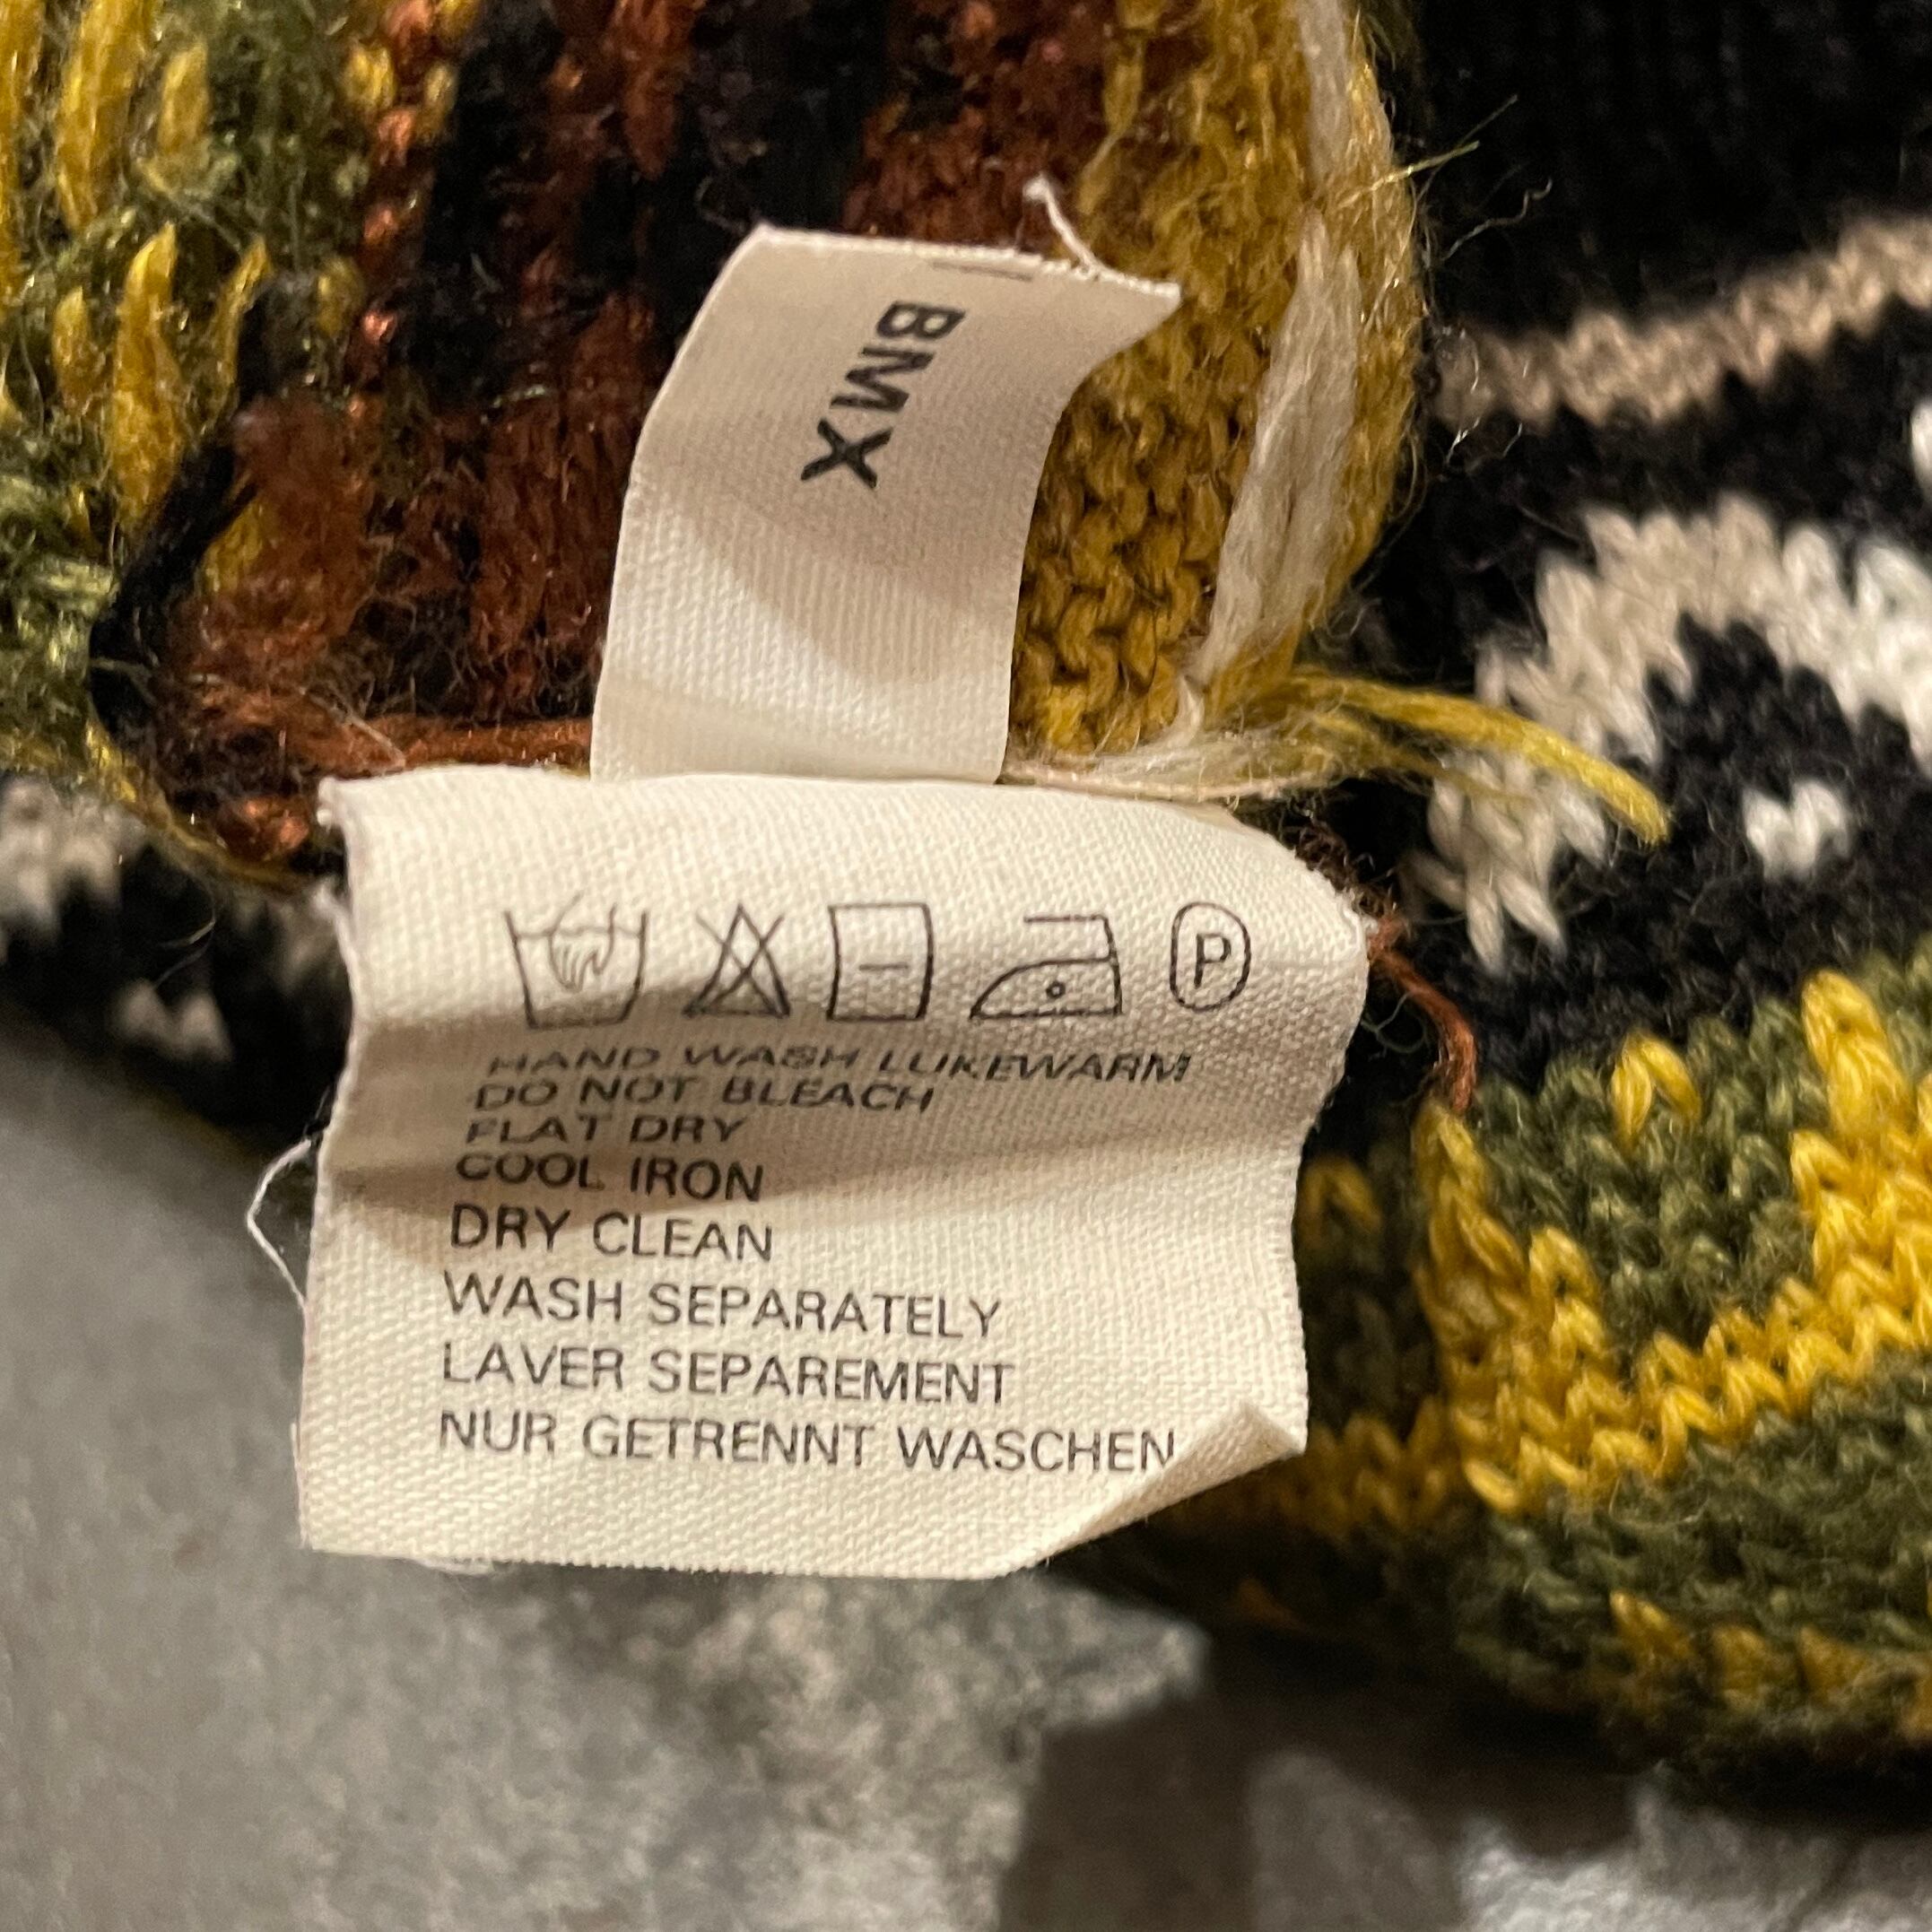 BMX
P
HAND WASH LUKEWARM
DO NOT BLEACH
FLAT DRY
COOL IRON
DRY CLEAN
WASH SEPARATELY
LAVER SEPAREMENT
NUR GETRENNT WASCHEN